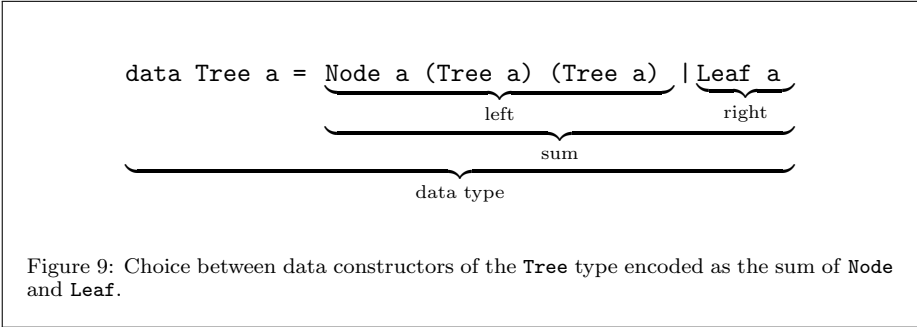 data Tree a = Node a (Tree a) (Tree a) | Leaf a
left right
sum
data type
Figure 9: Choice between data constructors of the Tree type encoded as the sum of Node
and Leaf.